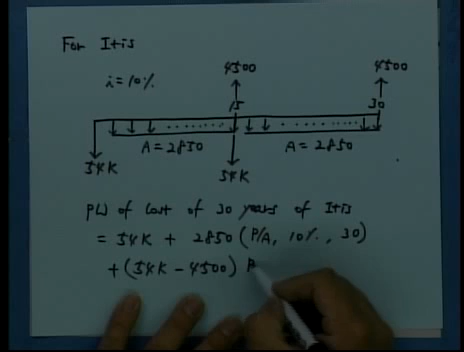 For Itis
i = 10%
4500
4500
15
30
A = 2850
A = 2850
54K
54K
PW of Cost of 30 years of Itis
= 54K + 2850 (P/A, 10%, 30)
+ (54K - 4500) P